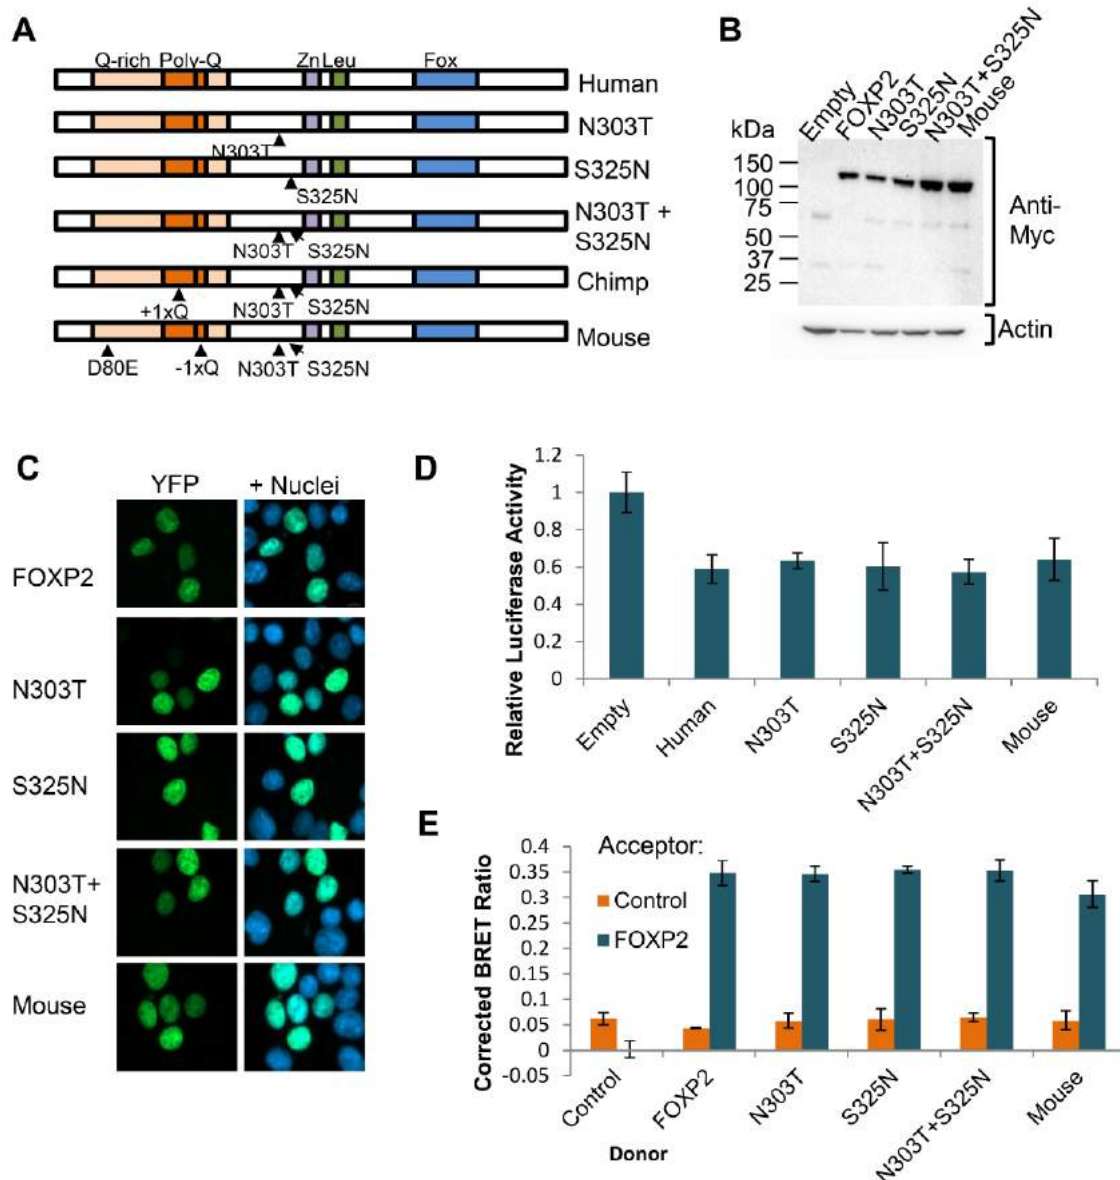 A
Q-rich Poly-Q Zn Leu Fox
Human
N303T
N303T
S325N
S325N
N303T +
S325N
N303T S325N
Chimp
+1xQ N303T S325N
Mouse
D80E -1xQ N303T S325N
B
Empty
FOXP2
N303T
S325N
N303T+S325N
Mouse
kDa
150
100
75
50
37
25
Anti-
Myc
Actin
C
YFP + Nuclei
FOXP2
N303T
S325N
N303T+
S325N
Mouse
D
Relative Luciferase Activity
1.2
1
0.8
0.6
0.4
0.2
0
Empty
Human
N303T
S325N
N303T+S325N
Mouse
E
Corrected BRET Ratio
0.4
0.35
0.3
0.25
0.2
0.15
0.1
0.05
0
-0.05
Acceptor:
Control
FOXP2
Control
FOXP2
N303T
S325N
N303T+S325N
Mouse
Donor